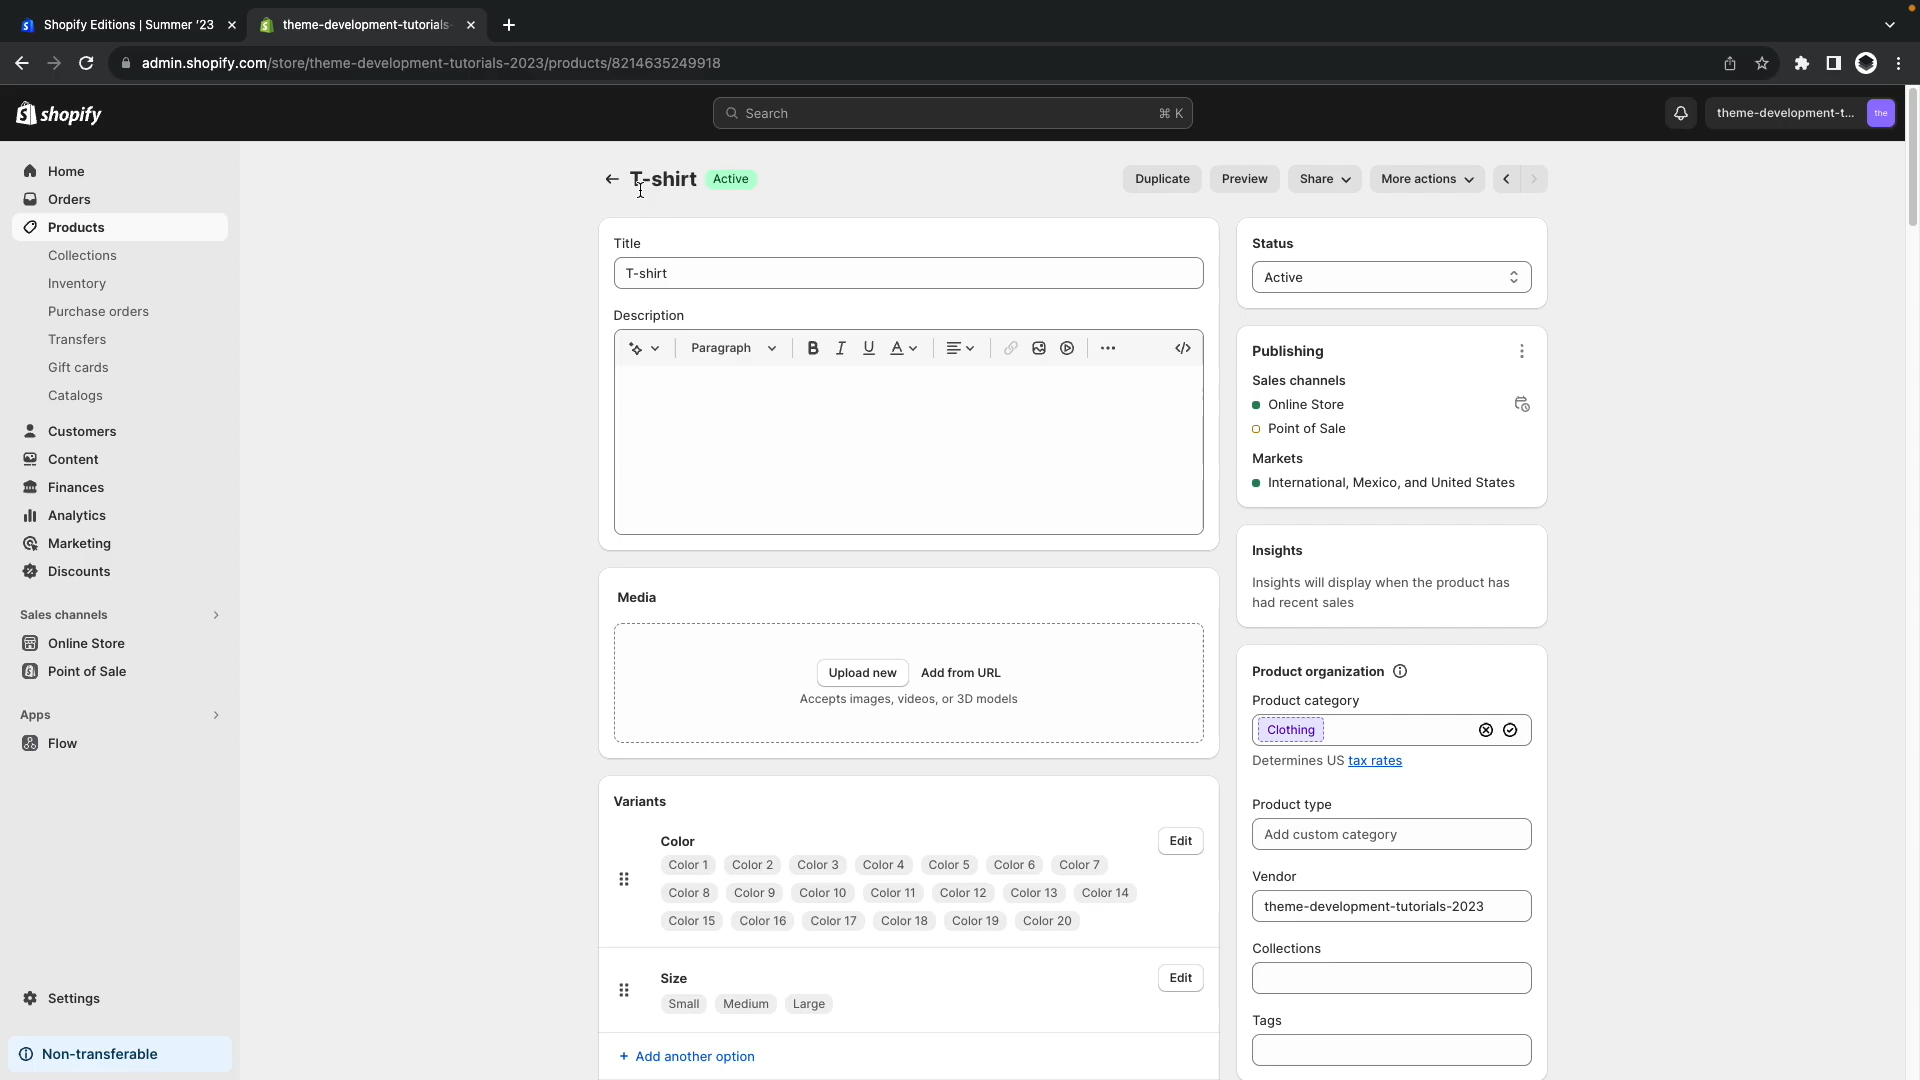 Shopify Editions | Summer '23
theme-development-tutorials-
admin.shopify.com/store/theme-development-tutorials-2023/products/8214635249918
shopify
Search
⌘ K
theme-development-t...
the
Home
Orders
Products
Collections
Inventory
Purchase orders
Transfers
Gift cards
Catalogs
Customers
Content
Finances
Analytics
Marketing
Discounts
Sales channels
Online Store
Point of Sale
Apps
Flow
Settings
Non-transferable
T-shirt Active
Duplicate
Preview
Share
More actions
Title
T-shirt
Description
Paragraph
B I U A
Media
Upload new Add from URL
Accepts images, videos, or 3D models
Variants
Color
Edit
Color 1 Color 2 Color 3 Color 4 Color 5 Color 6 Color 7
Color 8 Color 9 Color 10 Color 11 Color 12 Color 13 Color 14
Color 15 Color 16 Color 17 Color 18 Color 19 Color 20
Size
Edit
Small Medium Large
+ Add another option
Status
Active
Publishing
Sales channels
Online Store
Point of Sale
Markets
International, Mexico, and United States
Insights
Insights will display when the product has
had recent sales
Product organization
Product category
Clothing
Determines US tax rates
Product type
Add custom category
Vendor
theme-development-tutorials-2023
Collections
Tags